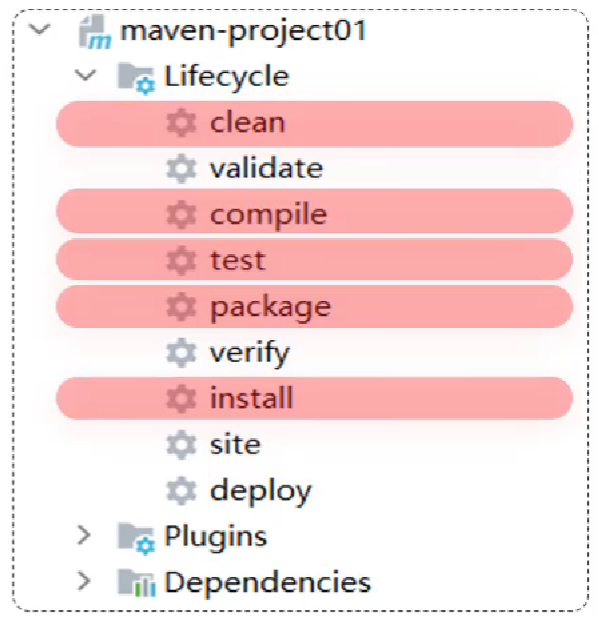 maven-project01
Lifecycle
clean
validate
compile
test
package
verify
install
site
deploy
Plugins
Dependencies